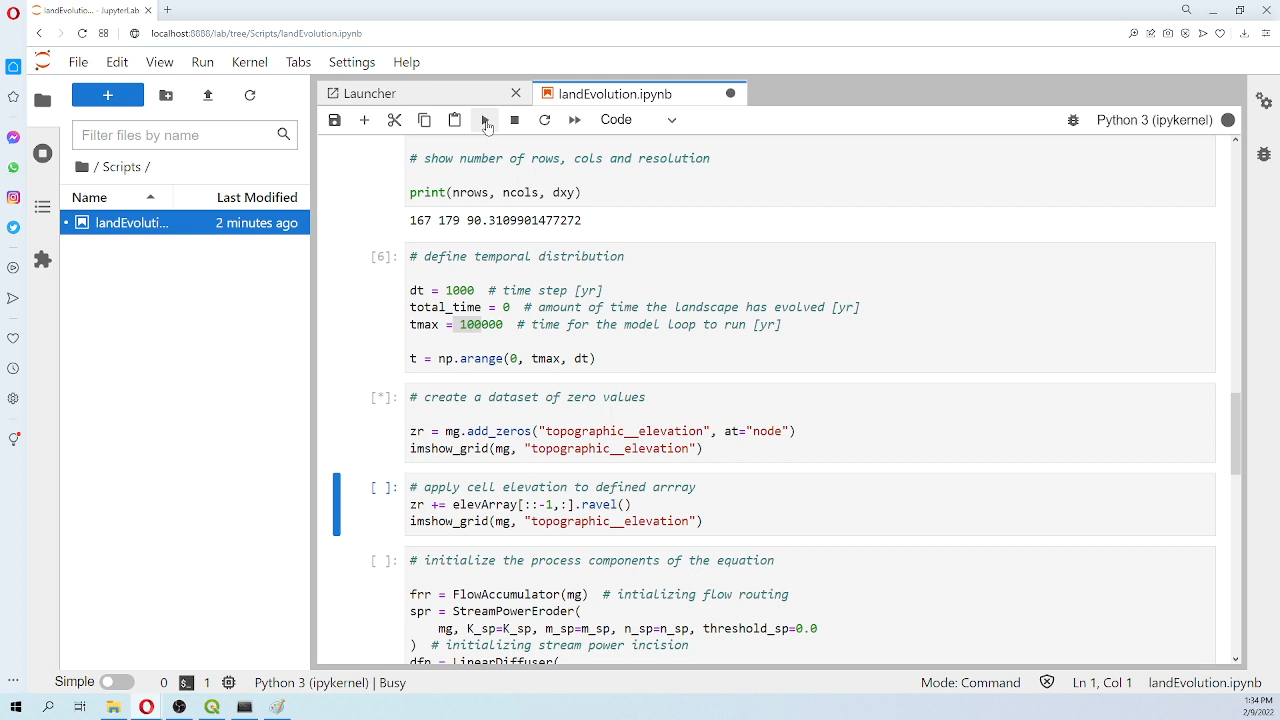 landEvolution... - JupyterLab
localhost:8888/lab/tree/Scripts/landEvolution.ipynb
File Edit View Run Kernel Tabs Settings Help
Launcher landEvolution.ipynb
Code Python 3 (ipykernel)
Filter files by name
/ Scripts /
Name Last Modified
landEvoluti... 2 minutes ago
# show number of rows, cols and resolution
print(nrows, ncols, dxy)
167 179 90.3109901477272
[6]: # define temporal distribution
dt = 1000 # time step [yr]
total_time = 0 # amount of time the landscape has evolved [yr]
tmax = 100000 # time for the model loop to run [yr]
t = np.arange(0, tmax, dt)
[*]: # create a dataset of zero values
zr = mg.add_zeros("topographic__elevation", at="node")
imshow_grid(mg, "topographic__elevation")
[ ]: # apply cell elevation to defined arrray
zr += elevArray[::-1,:].ravel()
imshow_grid(mg, "topographic__elevation")
[ ]: # initialize the process components of the equation
frr = FlowAccumulator(mg) # intializing flow routing
spr = StreamPowerEroder(
mg, K_sp=K_sp, m_sp=m_sp, n_sp=n_sp, threshold_sp=0.0
) # initializing stream power incision
dfn = LinearDiffuser(
Simple 0 1 Python 3 (ipykernel) | Busy Mode: Command Ln 1, Col 1 landEvolution.ipynb
1:34 PM
2/9/2022